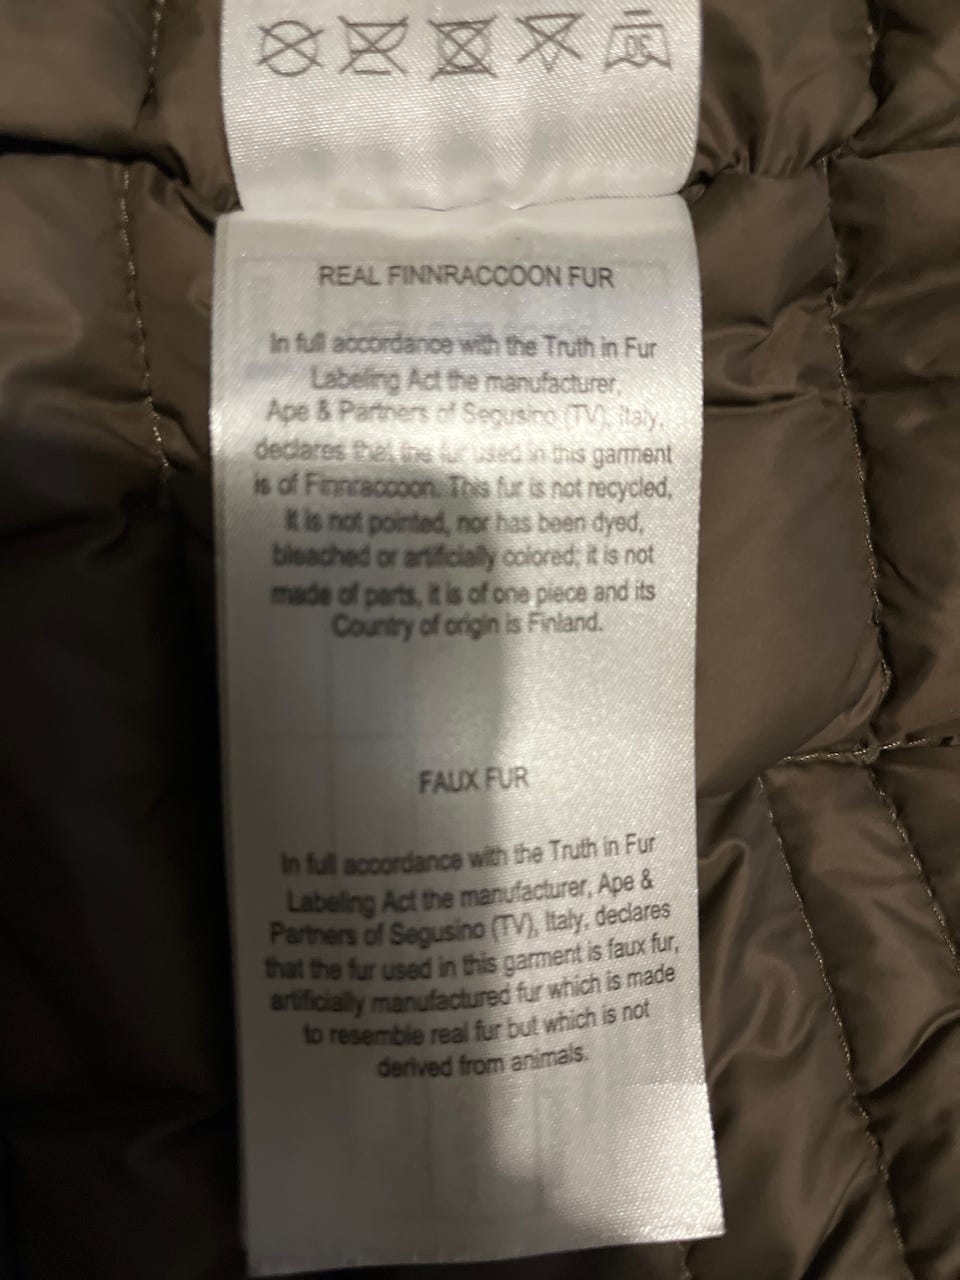 REAL FINNRACCOON FUR
In full accordance with the Truth in Fur
Labeling Act the manufacturer,
Ape & Partners of Segusino (TV), Italy,
declares that the fur used in this garment
is of Finnraccoon. This fur is not recycled,
it is not pointed, nor has been dyed,
bleached or artificially colored; it is not
made of parts, it is of one piece and its
Country of origin is Finland.
FAUX FUR
In full accordance with the Truth in Fur
Labeling Act the manufacturer, Ape &
Partners of Segusino (TV), Italy, declares
that the fur used in this garment is faux fur,
artificially manufactured fur which is made
to resemble real fur but which is not
derived from animals.